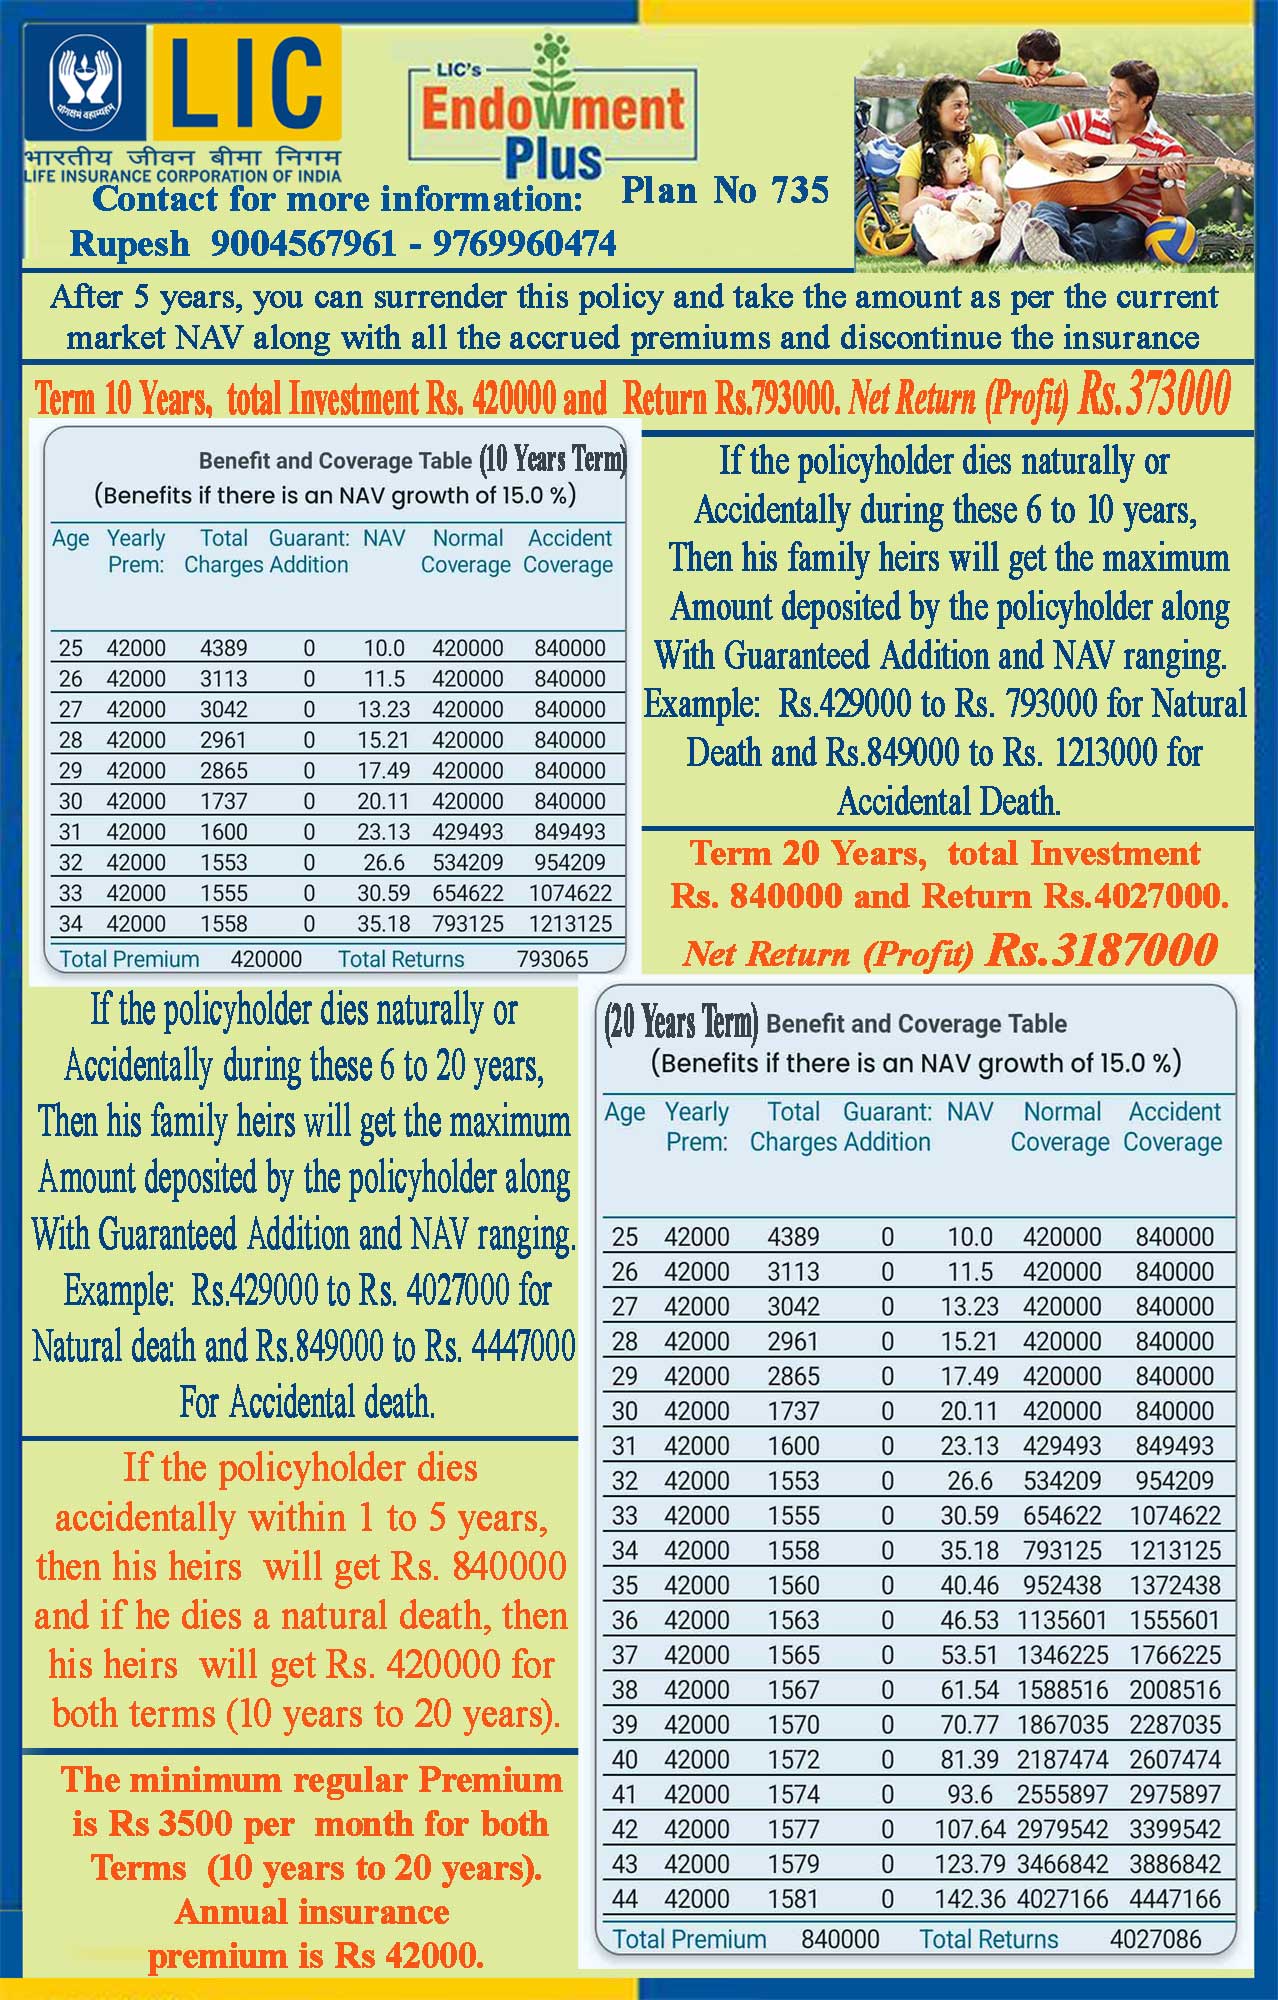 LIC
योगक्षेमं वहाम्यहम्
भारतीय जीवन बीमा निगम
LIFE INSURANCE CORPORATION OF INDIA
LIC's
Endowment
Plus
Plan No 735
Contact for more information:
Rupesh 9004567961 - 9769960474
After 5 years, you can surrender this policy and take the amount as per the current
market NAV along with all the accrued premiums and discontinue the insurance
Term 10 Years, total Investment Rs. 420000 and Return Rs.793000. Net Return (Profit) Rs.373000
Benefit and Coverage Table (10 Years Term)
(Benefits if there is an NAV growth of 15.0 %)
Age Yearly Total Guarant: NAV Normal Accident
Prem: Charges Addition Coverage Coverage
25 42000 4389 0 10.0 420000 840000
26 42000 3113 0 11.5 420000 840000
27 42000 3042 0 13.23 420000 840000
28 42000 2961 0 15.21 420000 840000
29 42000 2865 0 17.49 420000 840000
30 42000 1737 0 20.11 420000 840000
31 42000 1600 0 23.13 429493 849493
32 42000 1553 0 26.6 534209 954209
33 42000 1555 0 30.59 654622 1074622
34 42000 1558 0 35.18 793125 1213125
Total Premium 420000 Total Returns 793065
If the policyholder dies naturally or
Accidentally during these 6 to 10 years,
Then his family heirs will get the maximum
Amount deposited by the policyholder along
With Guaranteed Addition and NAV ranging.
Example: Rs.429000 to Rs. 793000 for Natural
Death and Rs.849000 to Rs. 1213000 for
Accidental Death.
Term 20 Years, total Investment
Rs. 840000 and Return Rs.4027000.
Net Return (Profit) Rs.3187000
If the policyholder dies naturally or
Accidentally during these 6 to 20 years,
Then his family heirs will get the maximum
Amount deposited by the policyholder along
With Guaranteed Addition and NAV ranging.
Example: Rs.429000 to Rs. 4027000 for
Natural death and Rs.849000 to Rs. 4447000
For Accidental death.
If the policyholder dies
accidentally within 1 to 5 years,
then his heirs will get Rs. 840000
and if he dies a natural death, then
his heirs will get Rs. 420000 for
both terms (10 years to 20 years).
The minimum regular Premium
is Rs 3500 per month for both
Terms (10 years to 20 years).
Annual insurance
premium is Rs 42000.
(20 Years Term) Benefit and Coverage Table
(Benefits if there is an NAV growth of 15.0 %)
Age Yearly Total Guarant: NAV Normal Accident
Prem: Charges Addition Coverage Coverage
25 42000 4389 0 10.0 420000 840000
26 42000 3113 0 11.5 420000 840000
27 42000 3042 0 13.23 420000 840000
28 42000 2961 0 15.21 420000 840000
29 42000 2865 0 17.49 420000 840000
30 42000 1737 0 20.11 420000 840000
31 42000 1600 0 23.13 429493 849493
32 42000 1553 0 26.6 534209 954209
33 42000 1555 0 30.59 654622 1074622
34 42000 1558 0 35.18 793125 1213125
35 42000 1560 0 40.46 952438 1372438
36 42000 1563 0 46.53 1135601 1555601
37 42000 1565 0 53.51 1346225 1766225
38 42000 1567 0 61.54 1588516 2008516
39 42000 1570 0 70.77 1867035 2287035
40 42000 1572 0 81.39 2187474 2607474
41 42000 1574 0 93.6 2555897 2975897
42 42000 1577 0 107.64 2979542 3399542
43 42000 1579 0 123.79 3466842 3886842
44 42000 1581 0 142.36 4027166 4447166
Total Premium 840000 Total Returns 4027086